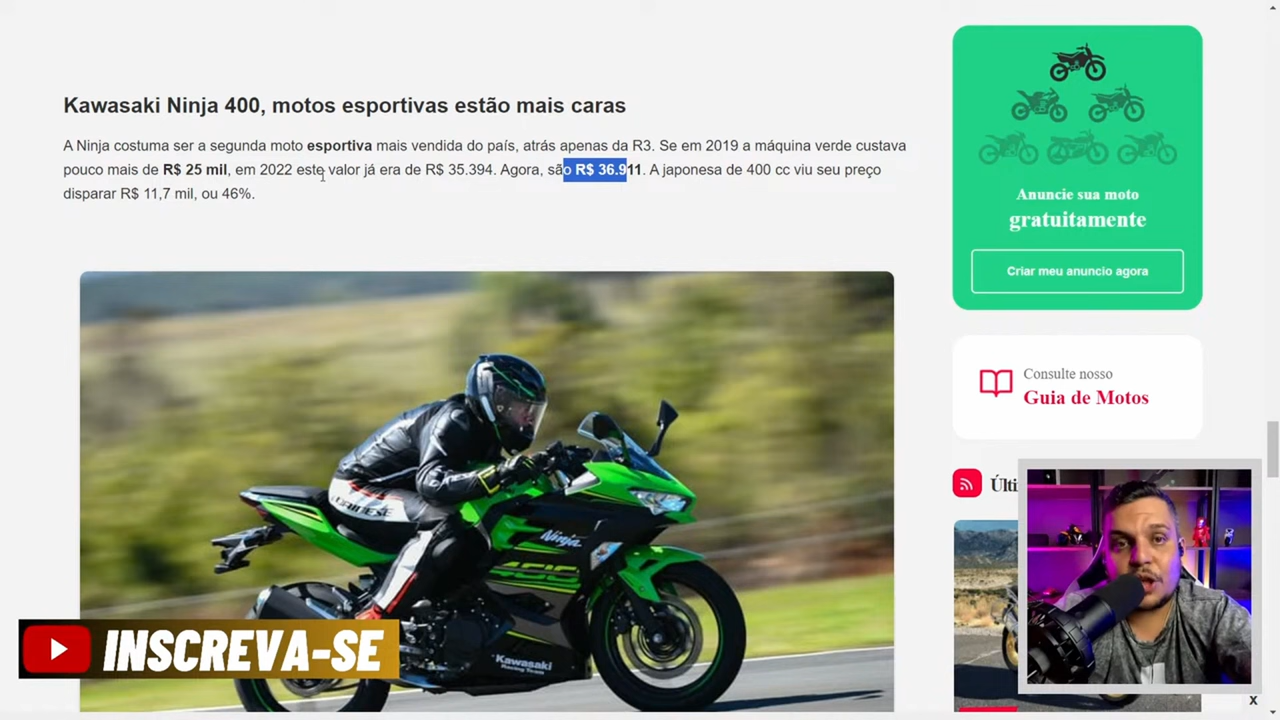 Kawasaki Ninja 400, motos esportivas estão mais caras
A Ninja costuma ser a segunda moto esportiva mais vendida do país, atrás apenas da R3. Se em 2019 a máquina verde custava
pouco mais de R$ 25 mil, em 2022 este valor já era de R$ 35.394. Agora, são R$ 36.911. A japonesa de 400 cc viu seu preço
disparar R$ 11,7 mil, ou 46%.
Ninja
400
Kawasaki
Racing Team
INSCREVA-SE
Anuncie sua moto
gratuitamente
Criar meu anuncio agora
Consulte nosso
Guia de Motos
Últi
X